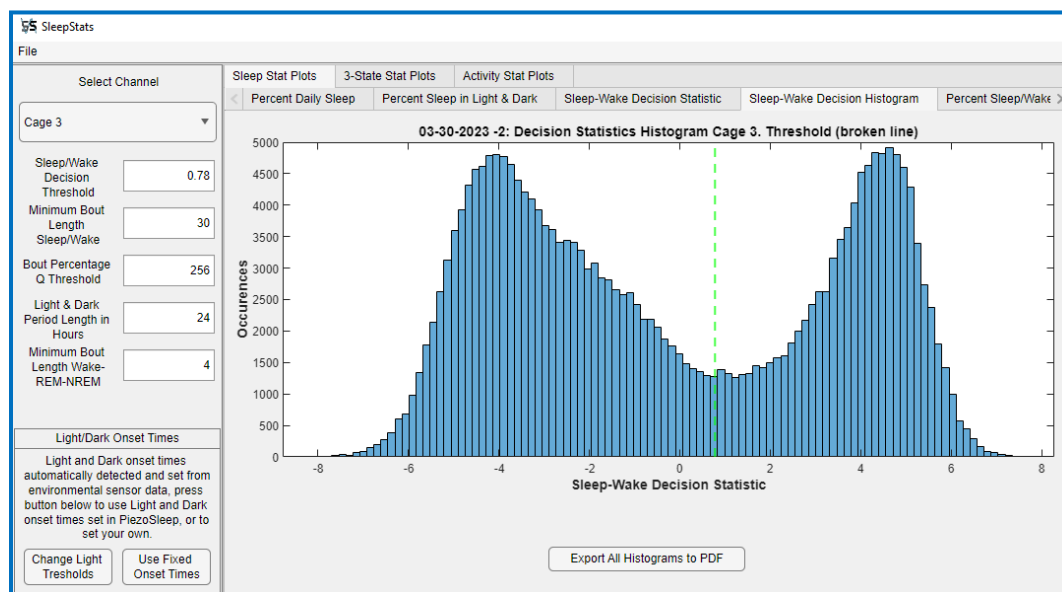 SleepStats
File
Select Channel
Cage 3
Sleep/Wake
Decision
Threshold
0.78
Minimum Bout
Length
Sleep/Wake
30
Bout Percentage
Q Threshold
256
Light & Dark
Period Length in
Hours
24
Minimum Bout
Length Wake-
REM-NREM
4
Light/Dark Onset Times
Light and Dark onset times
automatically detected and set from
environmental sensor data, press
button below to use Light and Dark
onset times set in PiezoSleep, or to
set your own.
Change Light
Tresholds
Use Fixed
Onset Times
Sleep Stat Plots 3-State Stat Plots Activity Stat Plots
Percent Daily Sleep Percent Sleep in Light & Dark Sleep-Wake Decision Statistic Sleep-Wake Decision Histogram Percent Sleep/Wake
03-30-2023 -2: Decision Statistics Histogram Cage 3. Threshold (broken line)
5000
4500
4000
3500
3000
2500
2000
1500
1000
500
0
Occurences
-8 -6 -4 -2 0 2 4 6 8
Sleep-Wake Decision Statistic
Export All Histograms to PDF